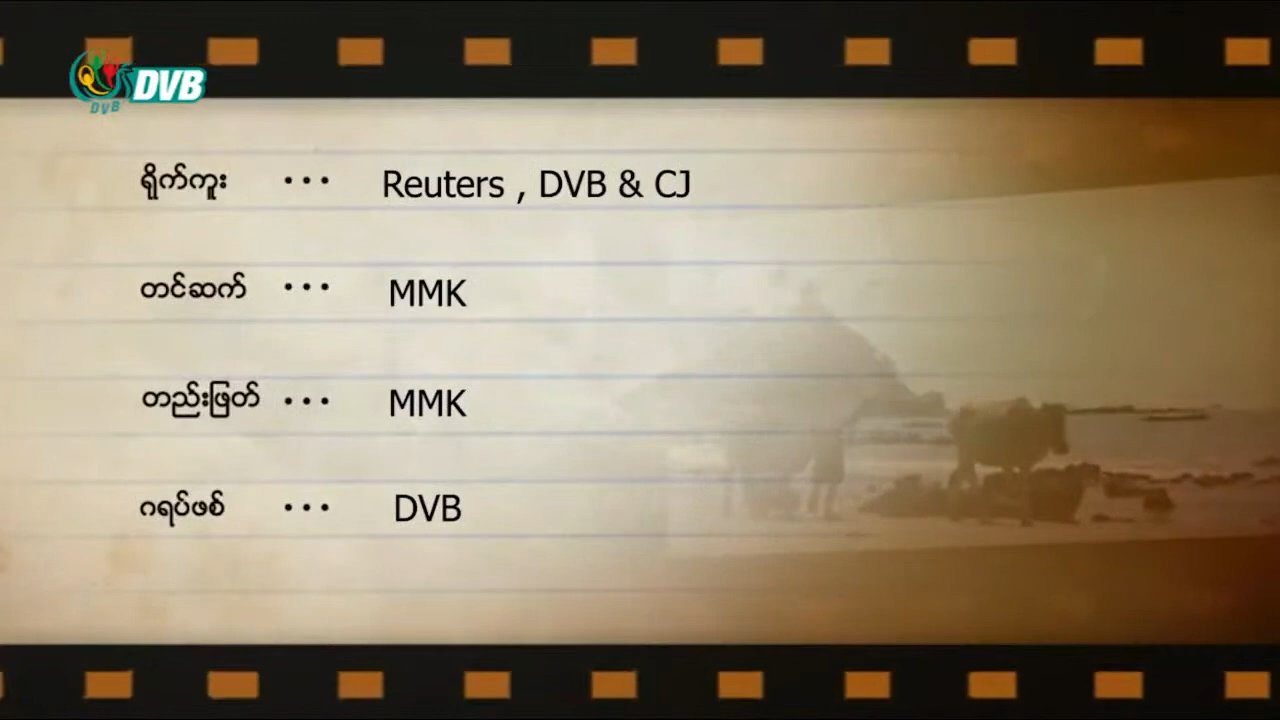 DVB
DVB
ရိုက်ကူး ... Reuters , DVB & CJ
တင်ဆက် ... MMK
တည်းဖြတ် ... MMK
ဂရပ်ဖစ် ... DVB